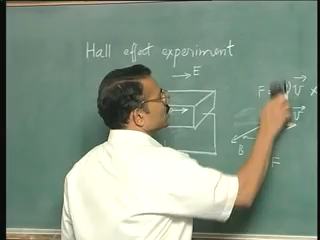 Hall effect experiment
→ E
F = v⃗ ×
v⃗
B
F